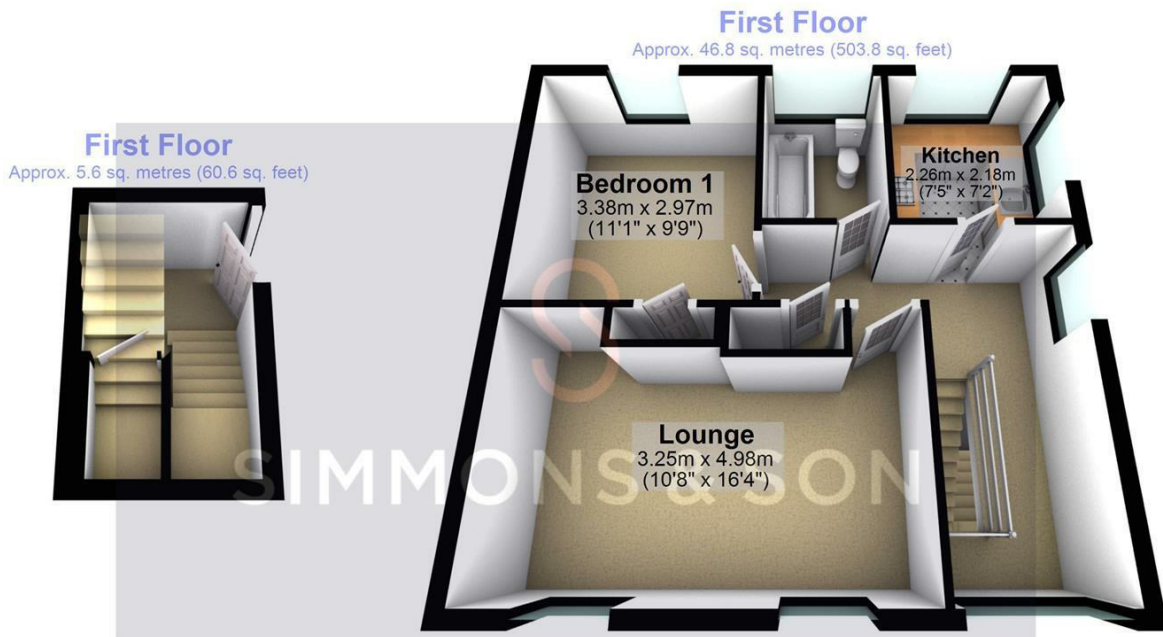 First Floor
Approx. 46.8 sq. metres (503.8 sq. feet)
First Floor
Approx. 5.6 sq. metres (60.6 sq. feet)
Kitchen
2.26m x 2.18m
(7'5" x 7'2")
Bedroom 1
3.38m x 2.97m
(11'1" x 9'9")
Lounge
3.25m x 4.98m
(10'8" x 16'4")
SIMMONS & SON